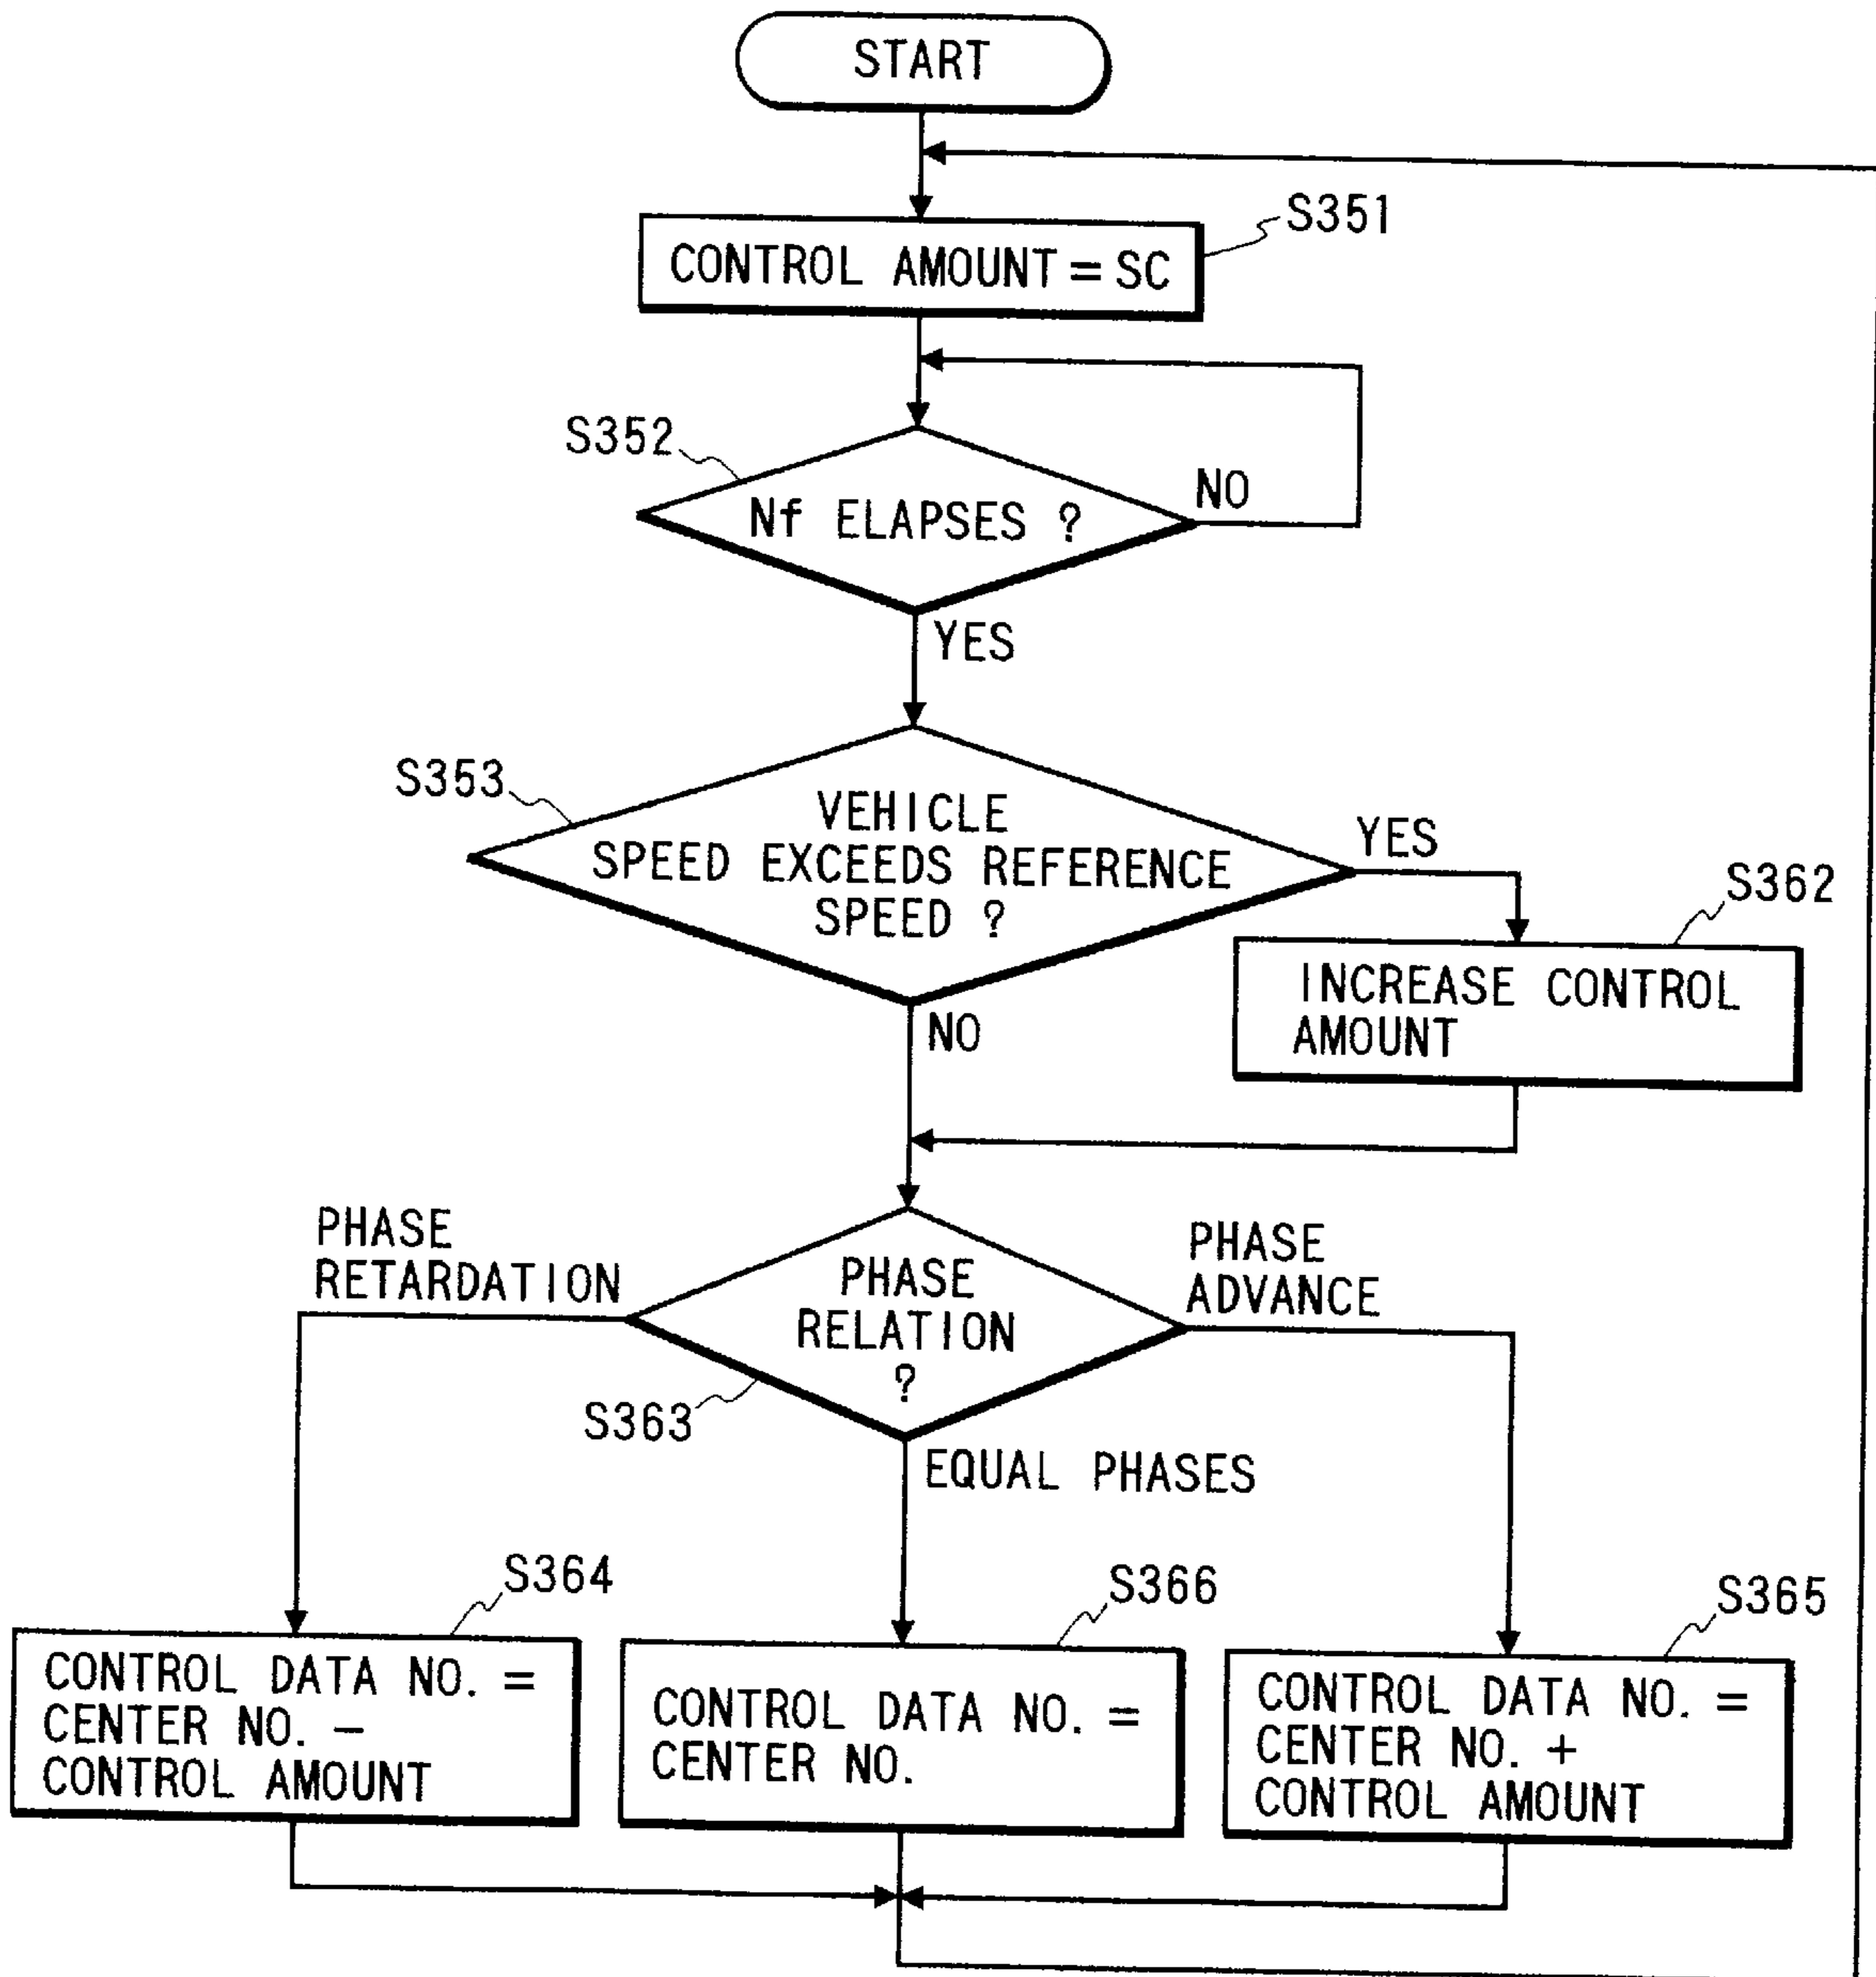 START
S351
CONTROL AMOUNT = SC
S352
Nf ELAPSES ?
NO
YES
S353
VEHICLE
SPEED EXCEEDS REFERENCE
SPEED ?
YES
S362
INCREASE CONTROL
AMOUNT
NO
PHASE
RETARDATION
PHASE
RELATION
?
PHASE
ADVANCE
S363
EQUAL PHASES
S364
CONTROL DATA NO. =
CENTER NO. –
CONTROL AMOUNT
S366
CONTROL DATA NO. =
CENTER NO.
S365
CONTROL DATA NO. =
CENTER NO. +
CONTROL AMOUNT